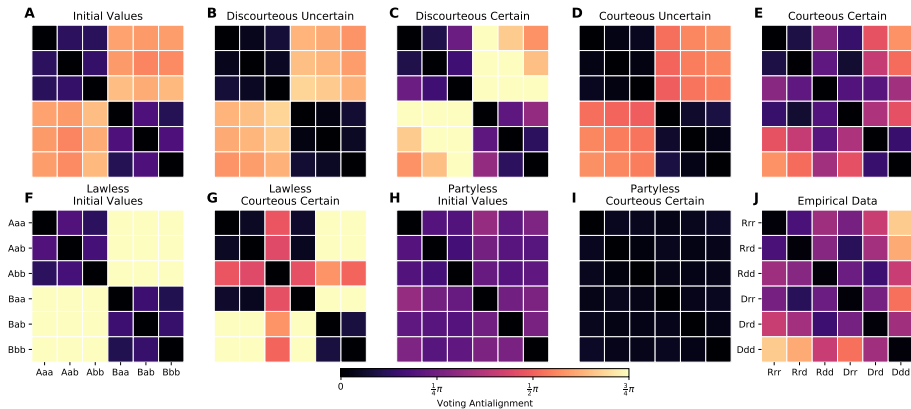 A Initial Values
B Discourteous Uncertain
C Discourteous Certain
D Courteous Uncertain
E Courteous Certain
F Lawless
Initial Values
G Lawless
Courteous Certain
H Partyless
Initial Values
I Partyless
Courteous Certain
J Empirical Data
Aaa
Aab
Abb
Baa
Bab
Bbb
Aaa Aab Abb Baa Bab Bbb
Rrr
Rrd
Rdd
Drr
Drd
Ddd
Rrr Rrd Rdd Drr Drd Ddd
0 1/4π 1/2π 3/4π
Voting Antialignment